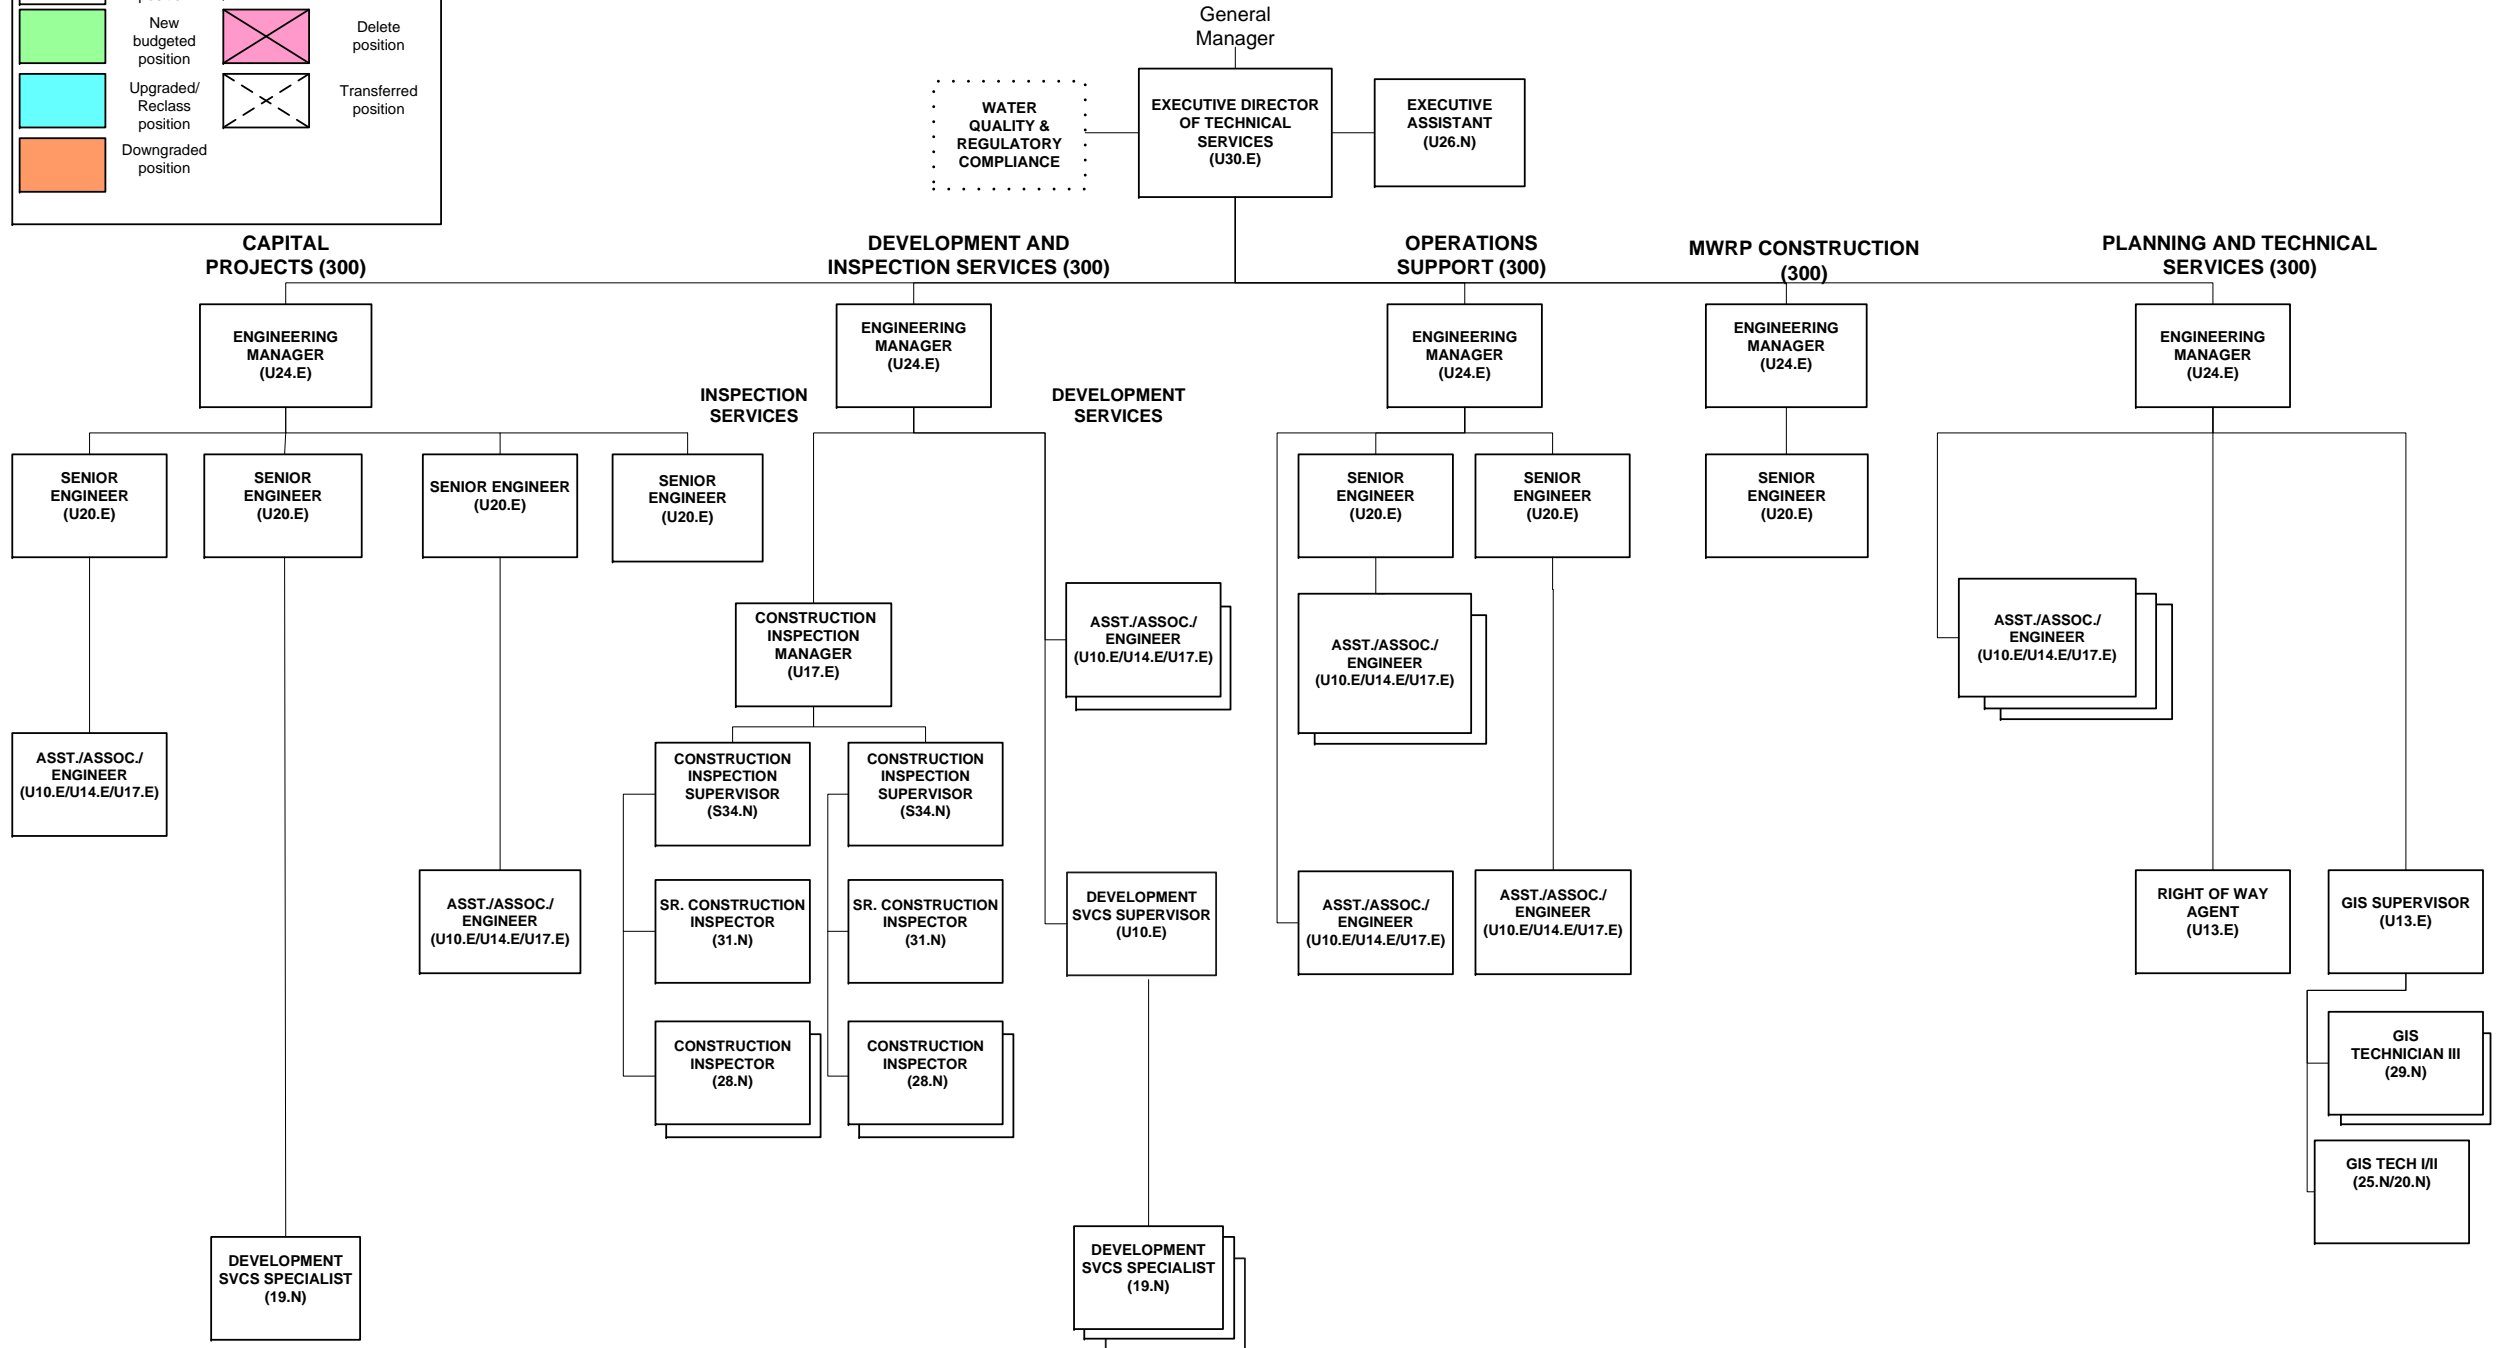 New
budgeted
position
Delete
position
Upgraded/
Reclass
position
Transferred
position
Downgraded
position
General
Manager
WATER
QUALITY &
REGULATORY
COMPLIANCE
EXECUTIVE DIRECTOR
OF TECHNICAL
SERVICES
(U30.E)
EXECUTIVE
ASSISTANT
(U26.N)
CAPITAL
PROJECTS (300)
DEVELOPMENT AND
INSPECTION SERVICES (300)
OPERATIONS
SUPPORT (300)
MWRP CONSTRUCTION
(300)
PLANNING AND TECHNICAL
SERVICES (300)
ENGINEERING
MANAGER
(U24.E)
ENGINEERING
MANAGER
(U24.E)
ENGINEERING
MANAGER
(U24.E)
ENGINEERING
MANAGER
(U24.E)
ENGINEERING
MANAGER
(U24.E)
INSPECTION
SERVICES
DEVELOPMENT
SERVICES
SENIOR
ENGINEER
(U20.E)
SENIOR
ENGINEER
(U20.E)
SENIOR ENGINEER
(U20.E)
SENIOR
ENGINEER
(U20.E)
SENIOR
ENGINEER
(U20.E)
SENIOR
ENGINEER
(U20.E)
SENIOR
ENGINEER
(U20.E)
CONSTRUCTION
INSPECTION
MANAGER
(U17.E)
ASST./ASSOC./
ENGINEER
(U10.E/U14.E/U17.E)
ASST./ASSOC./
ENGINEER
(U10.E/U14.E/U17.E)
ASST./ASSOC./
ENGINEER
(U10.E/U14.E/U17.E)
ASST./ASSOC./
ENGINEER
(U10.E/U14.E/U17.E)
CONSTRUCTION
INSPECTION
SUPERVISOR
(S34.N)
CONSTRUCTION
INSPECTION
SUPERVISOR
(S34.N)
ASST./ASSOC./
ENGINEER
(U10.E/U14.E/U17.E)
SR. CONSTRUCTION
INSPECTOR
(31.N)
SR. CONSTRUCTION
INSPECTOR
(31.N)
DEVELOPMENT
SVCS SUPERVISOR
(U10.E)
ASST./ASSOC./
ENGINEER
(U10.E/U14.E/U17.E)
ASST./ASSOC./
ENGINEER
(U10.E/U14.E/U17.E)
RIGHT OF WAY
AGENT
(U13.E)
GIS SUPERVISOR
(U13.E)
CONSTRUCTION
INSPECTOR
(28.N)
CONSTRUCTION
INSPECTOR
(28.N)
GIS
TECHNICIAN III
(29.N)
GIS TECH I/II
(25.N/20.N)
DEVELOPMENT
SVCS SPECIALIST
(19.N)
DEVELOPMENT
SVCS SPECIALIST
(19.N)